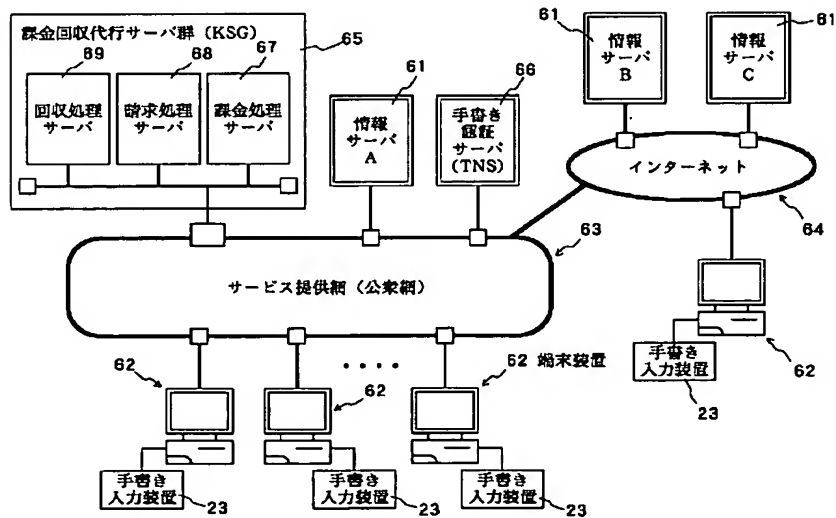 課金回収代行サーバ群（KSG）
65
69
68
67
回収処理
サーバ
請求処理
サーバ
課金処理
サーバ
61
情報
サーバ
A
66
手書き
認証
サーバ
(TNS)
61
情報
サーバ
B
61
情報
サーバ
C
インターネット
64
63
サービス提供網（公衆網）
62
62
62 端末装置
62
手書き
入力装置
23
手書き
入力装置
23
手書き
入力装置
23
手書き
入力装置
23